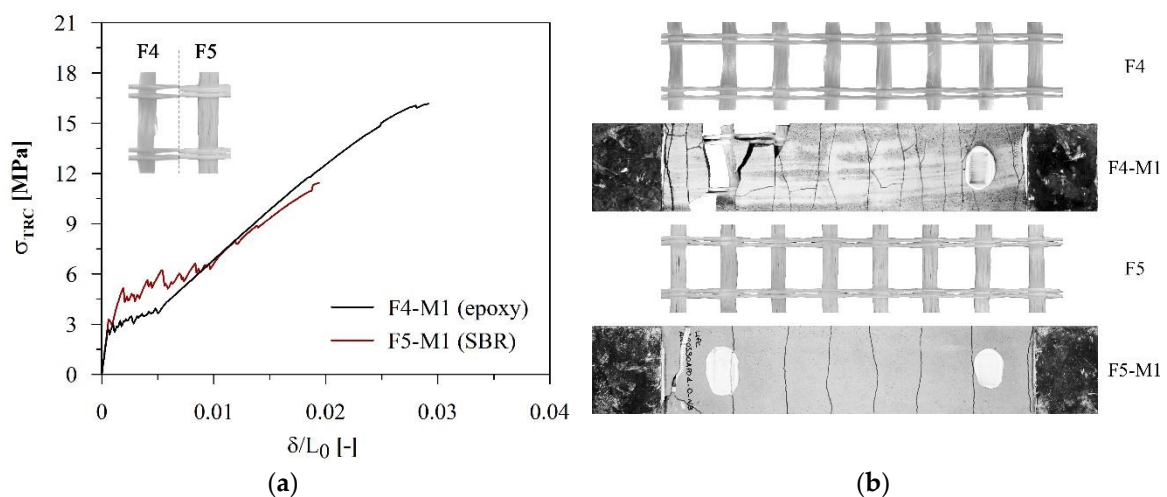 21
18
15
12
9
6
3
0
σTRC [MPa]
F4 F5
F4-M1 (epoxy)
F5-M1 (SBR)
0 0.01 0.02 0.03 0.04
δ/L0 [-]
(a)
F4
F4-M1
F5
F5-M1
(b)